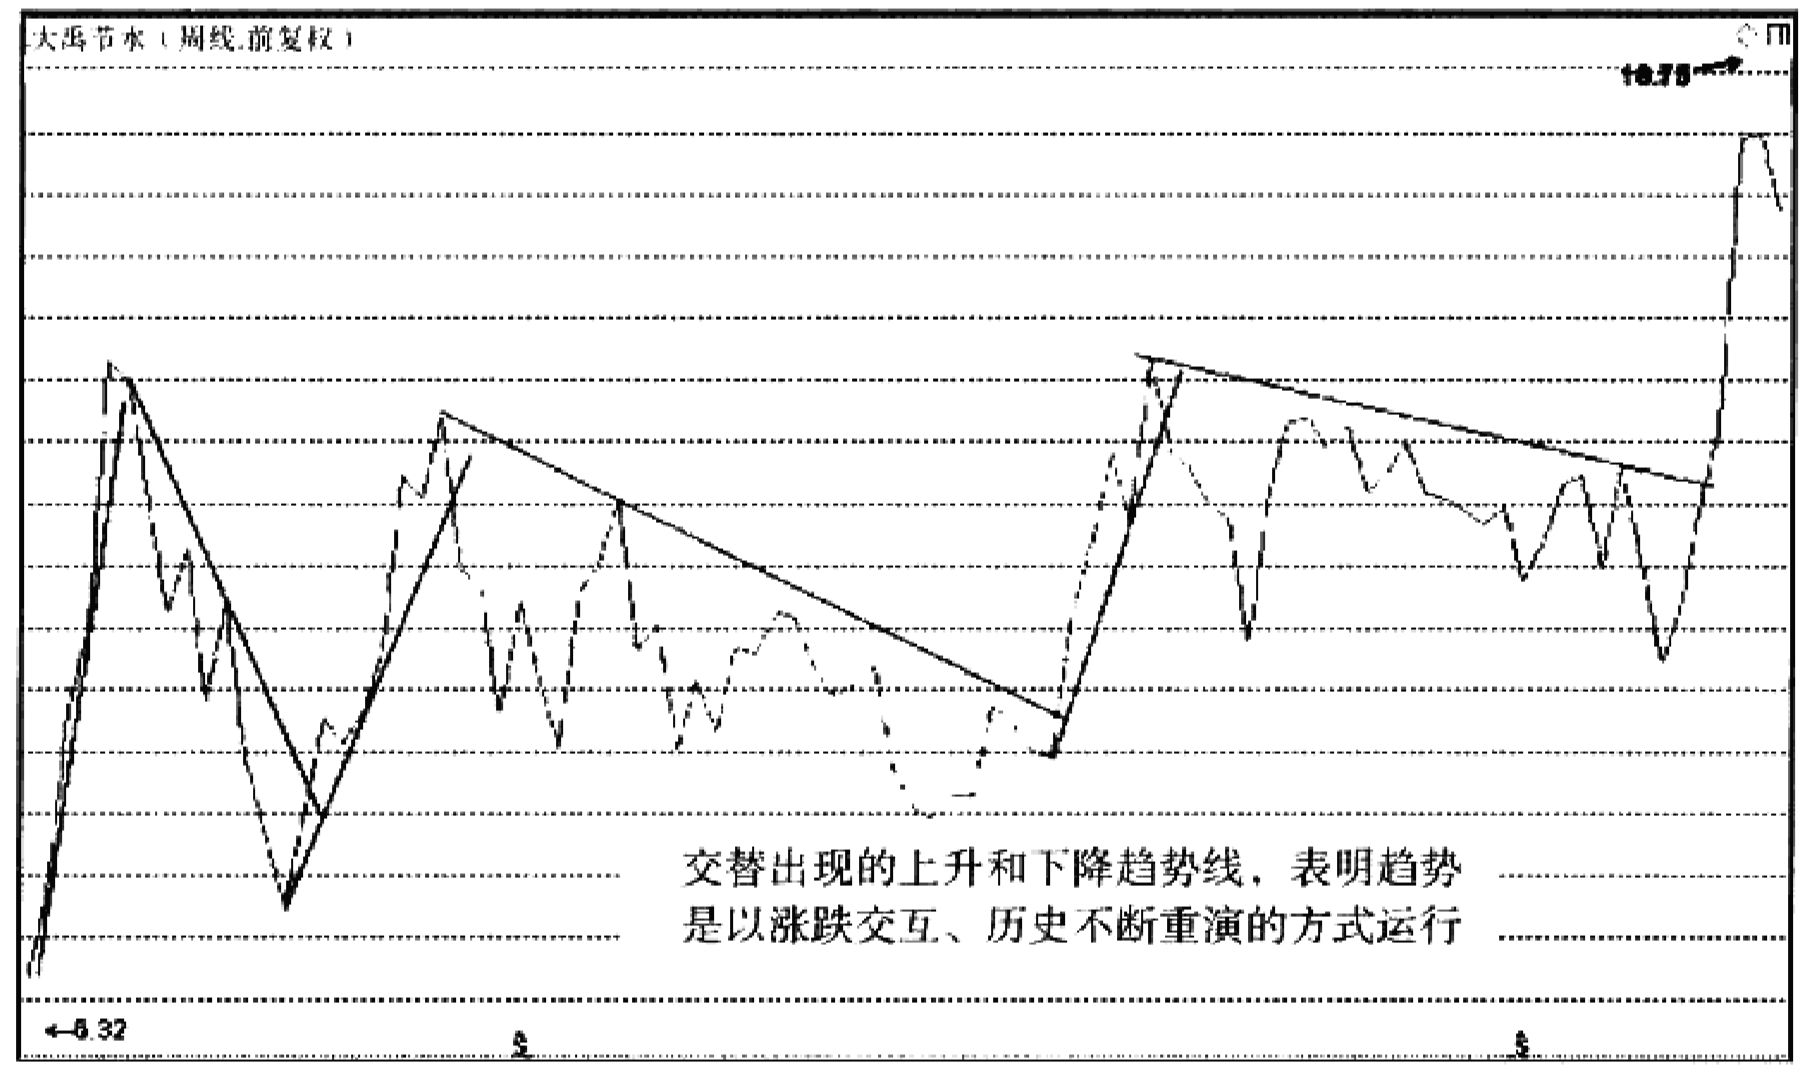 大禹节水（周线.前复权）
交替出现的上升和下降趋势线，表明趋势
是以涨跌交互、历史不断重演的方式运行